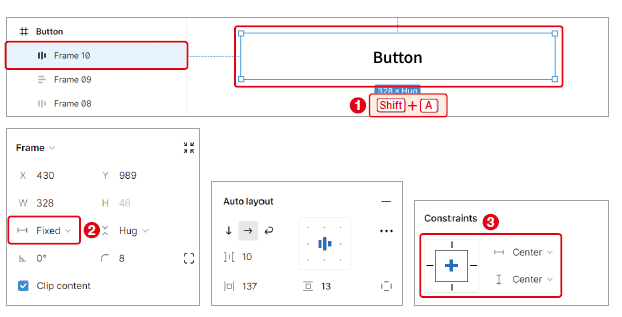 Button
Frame 10
Frame 09
Frame 08
Button
328 × Hug
1 Shift + A
Frame
X 430 Y 989
W 328 H 48
Fixed 2 Hug
0° 8
Clip content
Auto layout
10
137 13
Constraints 3
Center
Center